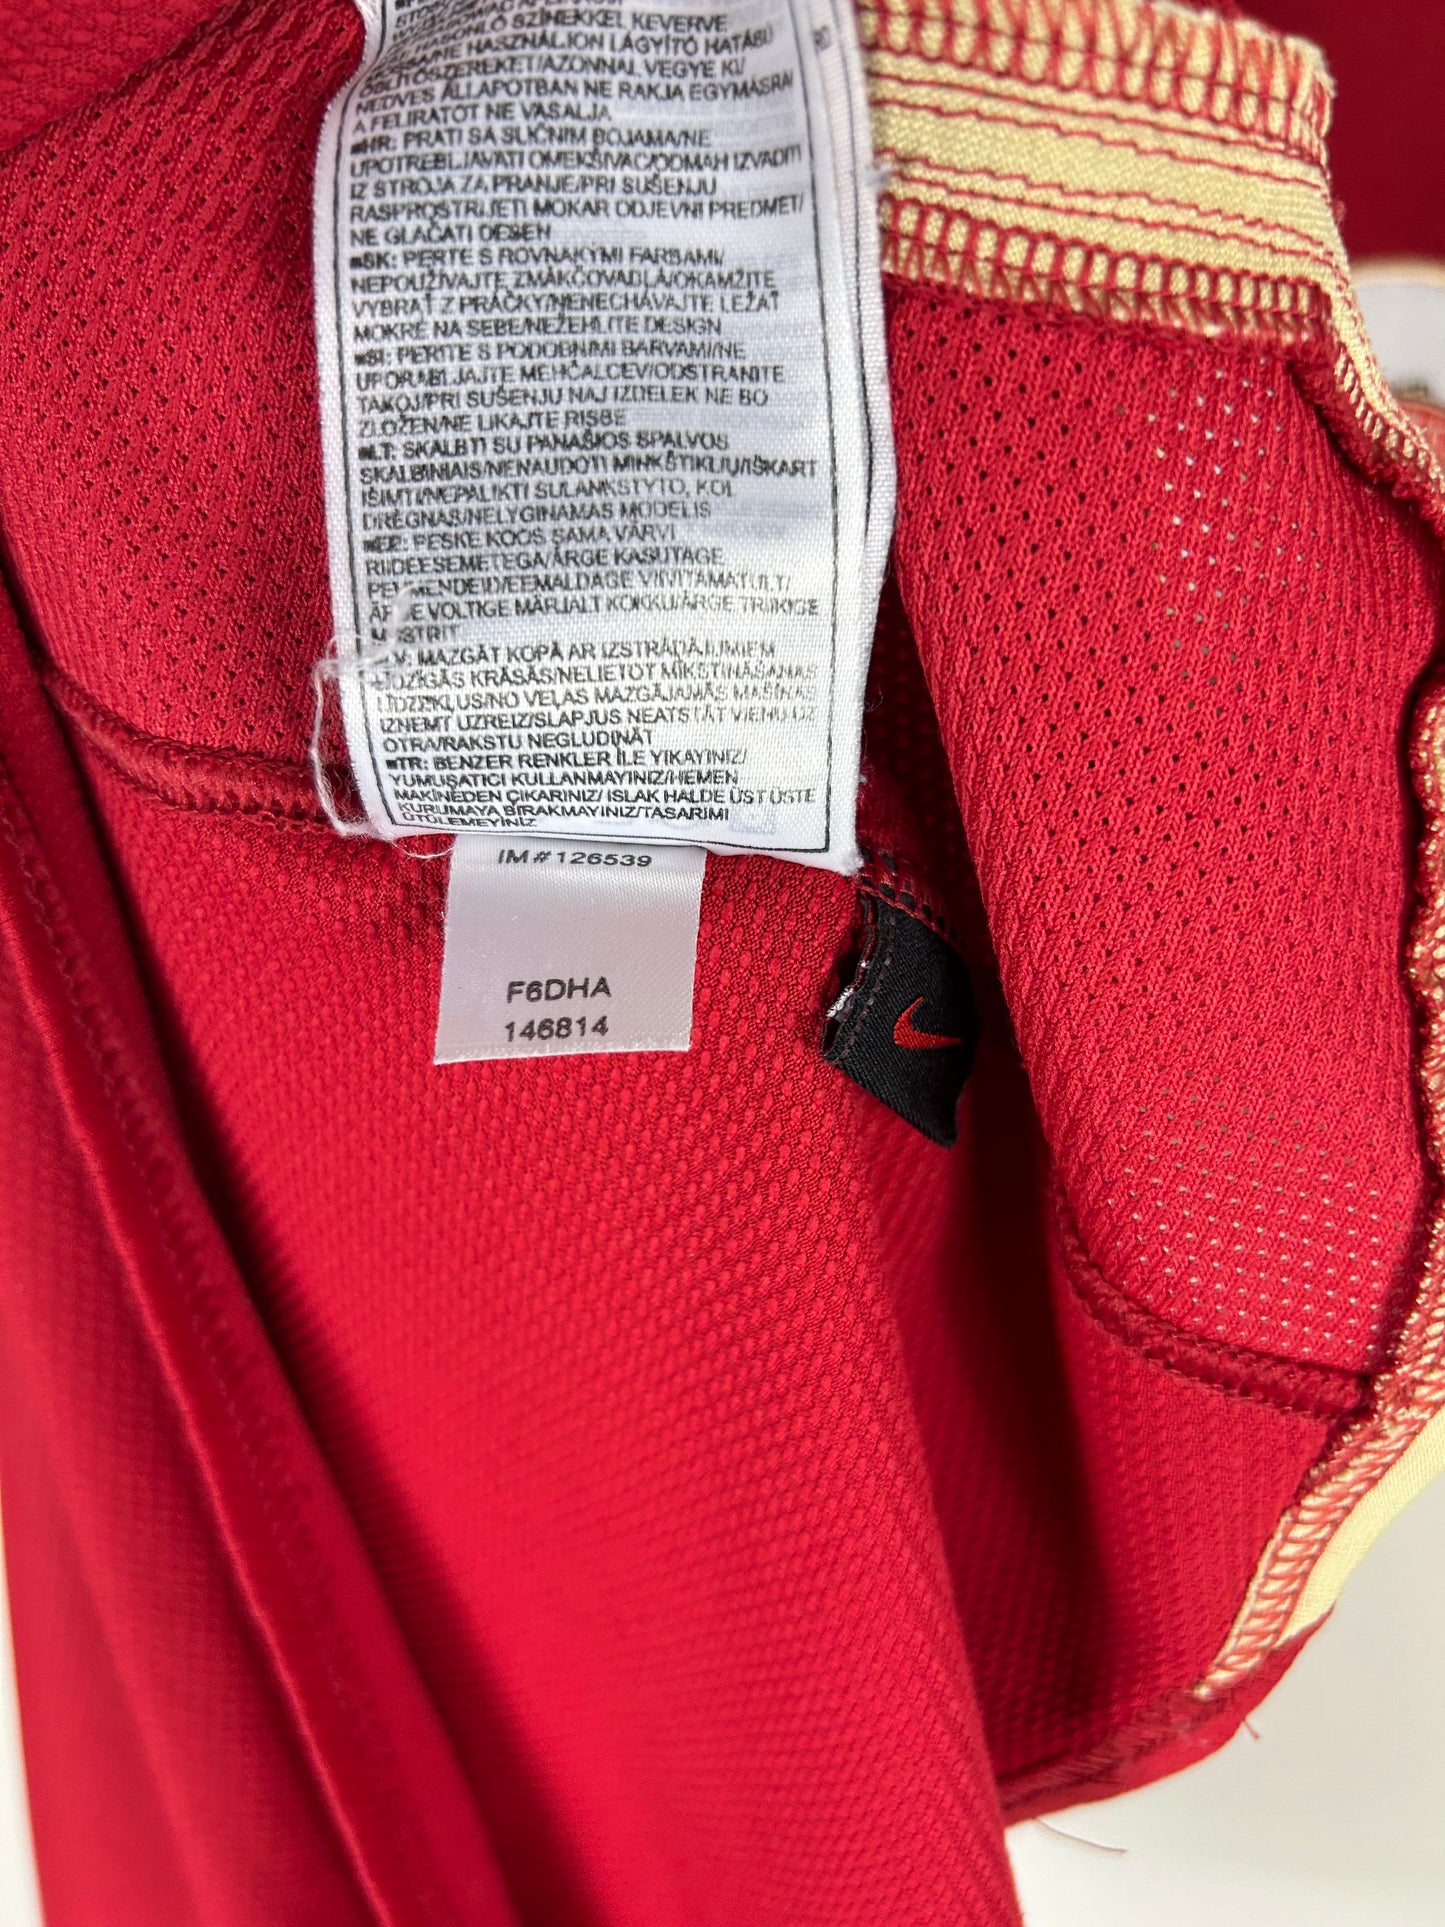 Ő SZÍNEKKEL KEVERVE
HASZNÁLJON LÁGYÍTÓ HATÁSÚ
ÖBLÍTŐSZEREKET/AZONNAL VEGYE KI/
NEDVES ÁLLAPOTBAN NE RAKJA EGYMÁSRA/
A FELIRATOT NE VASALJA
■HR: PRATI SA SLIČNIM BOJAMA/NE
UPOTREBLJAVATI OMEKŠIVAC/ODMAH IZVADITI
IZ STROJA ZA PRANJE/PRI SUŠENJU
RASPROSTRIJETI MOKAR ODJEVNI PREDMET/
NE GLAČATI DESEN
■SK: PERTE S ROVNAKÝMI FARBAMI/
NEPOUŽÍVAJTE ZMÄKČOVADLÁ/OKAMŽITE
VYBRAŤ Z PRÁČKY/NENECHÁVAJTE LEŽAŤ
MOKRÉ NA SEBE/NEŽEHLITE DESIGN
■SI: PERITE S PODOBNIMI BARVAMI/NE
UPORABLJAJTE MEHČALCEV/ODSTRANITE
TAKOJ/PRI SUŠENJU NAJ IZDELEK NE BO
ZLOŽEN/NE LIKAJTE RISBE
■LT: SKALBTI SU PANAŠIOS SPALVOS
SKALBINIAIS/NENAUDOTI MINKŠTIKLIŲ/IŠKART
IŠIMTI/NEPALIKTI SULANKSTYTO, KOL
DRĖGNAS/NELYGINAMAS MODELIS
■EE: PESKE KOOS SAMA VÄRVI
RIIDEESEMETEGA/ÄRGE KASUTAGE
PEHMENDEID/EEMALDAGE VIIVITAMATULT/
ÄRGE VOLTIGE MÄRJALT KOKKU/ÄRGE TRIIKIGE
MUSTRIT
LV: MAZGĀT KOPĀ AR IZSTRĀDĀJUMIEM
LĪDZĪGĀS KRĀSĀS/NELIETOT MĪKSTINĀŠANAS
LĪDZEKĻUS/NO VEĻAS MAZGĀJAMĀS MAŠĪNAS
IZŅEMT UZREIZ/SLAPJUS NEATSTĀT VIENU UZ
OTRA/RAKSTU NEGLUDINĀT
■TR: BENZER RENKLER İLE YIKAYINIZ/
YUMUŞATICI KULLANMAYINIZ/HEMEN
MAKİNEDEN ÇIKARINIZ/ ISLAK HALDE ÜST ÜSTE
KURUMAYA BIRAKMAYINIZ/TASARIMI
ÜTÜLEMEYİNİZ
IM # 126539
F6DHA
146814